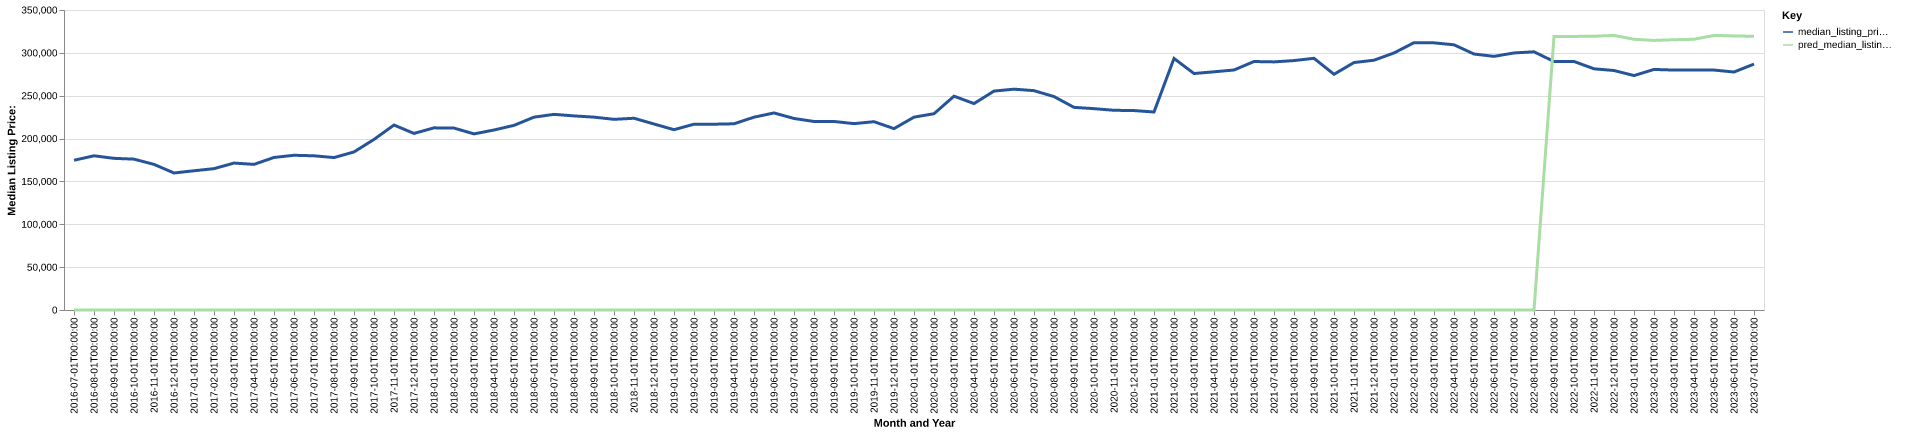 350,000
300,000
250,000
200,000
150,000
100,000
50,000
0
Median Listing Price:
2016-07-01T00:00:00
2016-08-01T00:00:00
2016-09-01T00:00:00
2016-10-01T00:00:00
2016-11-01T00:00:00
2016-12-01T00:00:00
2017-01-01T00:00:00
2017-02-01T00:00:00
2017-03-01T00:00:00
2017-04-01T00:00:00
2017-05-01T00:00:00
2017-06-01T00:00:00
2017-07-01T00:00:00
2017-08-01T00:00:00
2017-09-01T00:00:00
2017-10-01T00:00:00
2017-11-01T00:00:00
2017-12-01T00:00:00
2018-01-01T00:00:00
2018-02-01T00:00:00
2018-03-01T00:00:00
2018-04-01T00:00:00
2018-05-01T00:00:00
2018-06-01T00:00:00
2018-07-01T00:00:00
2018-08-01T00:00:00
2018-09-01T00:00:00
2018-10-01T00:00:00
2018-11-01T00:00:00
2018-12-01T00:00:00
2019-01-01T00:00:00
2019-02-01T00:00:00
2019-03-01T00:00:00
2019-04-01T00:00:00
2019-05-01T00:00:00
2019-06-01T00:00:00
2019-07-01T00:00:00
2019-08-01T00:00:00
2019-09-01T00:00:00
2019-10-01T00:00:00
2019-11-01T00:00:00
2019-12-01T00:00:00
2020-01-01T00:00:00
2020-02-01T00:00:00
2020-03-01T00:00:00
2020-04-01T00:00:00
2020-05-01T00:00:00
2020-06-01T00:00:00
2020-07-01T00:00:00
2020-08-01T00:00:00
2020-09-01T00:00:00
2020-10-01T00:00:00
2020-11-01T00:00:00
2020-12-01T00:00:00
2021-01-01T00:00:00
2021-02-01T00:00:00
2021-03-01T00:00:00
2021-04-01T00:00:00
2021-05-01T00:00:00
2021-06-01T00:00:00
2021-07-01T00:00:00
2021-08-01T00:00:00
2021-09-01T00:00:00
2021-10-01T00:00:00
2021-11-01T00:00:00
2021-12-01T00:00:00
2022-01-01T00:00:00
2022-02-01T00:00:00
2022-03-01T00:00:00
2022-04-01T00:00:00
2022-05-01T00:00:00
2022-06-01T00:00:00
2022-07-01T00:00:00
2022-08-01T00:00:00
2022-09-01T00:00:00
2022-10-01T00:00:00
2022-11-01T00:00:00
2022-12-01T00:00:00
2023-01-01T00:00:00
2023-02-01T00:00:00
2023-03-01T00:00:00
2023-04-01T00:00:00
2023-05-01T00:00:00
2023-06-01T00:00:00
2023-07-01T00:00:00
Month and Year
Key
median_listing_pri…
pred_median_listin…